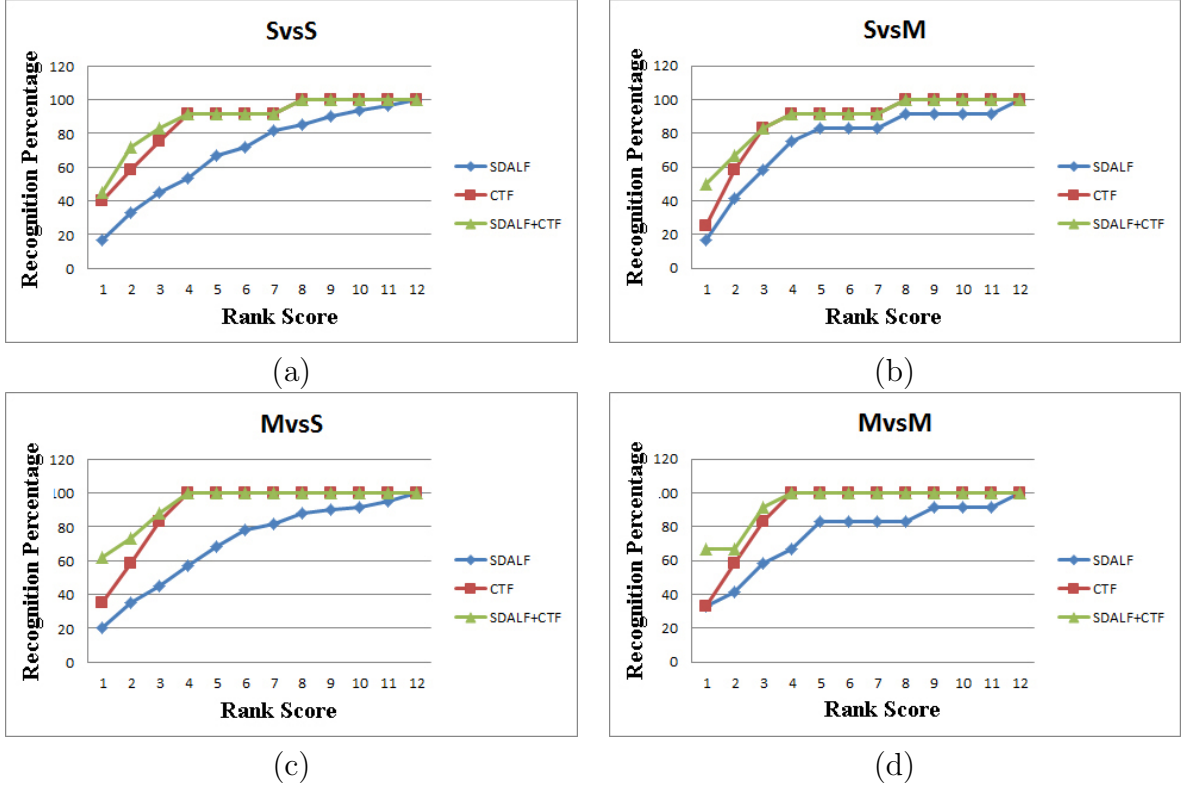 SvsS
Recognition Percentage
120
100
80
60
40
20
0
1 2 3 4 5 6 7 8 9 10 11 12
Rank Score
SDALF
CTF
SDALF+CTF
(a)
SvsM
Recognition Percentage
120
100
80
60
40
20
0
1 2 3 4 5 6 7 8 9 10 11 12
Rank Score
SDALF
CTF
SDALF+CTF
(b)
MvsS
Recognition Percentage
120
100
80
60
40
20
0
1 2 3 4 5 6 7 8 9 10 11 12
Rank Score
SDALF
CTF
SDALF+CTF
(c)
MvsM
Recognition Percentage
120
00
80
60
40
20
0
1 2 3 4 5 6 7 8 9 10 11 12
Rank Score
SDALF
CTF
SDALF+CTF
(d)